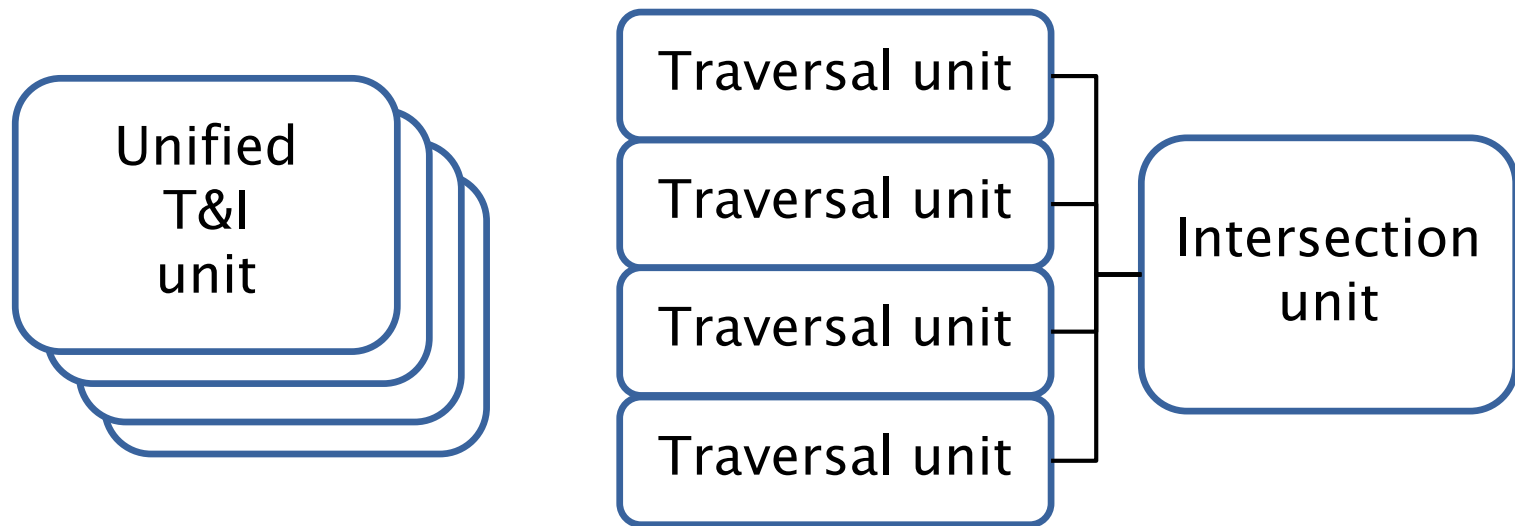 Unified
T&I
unit
Traversal unit
Traversal unit
Traversal unit
Traversal unit
Intersection
unit